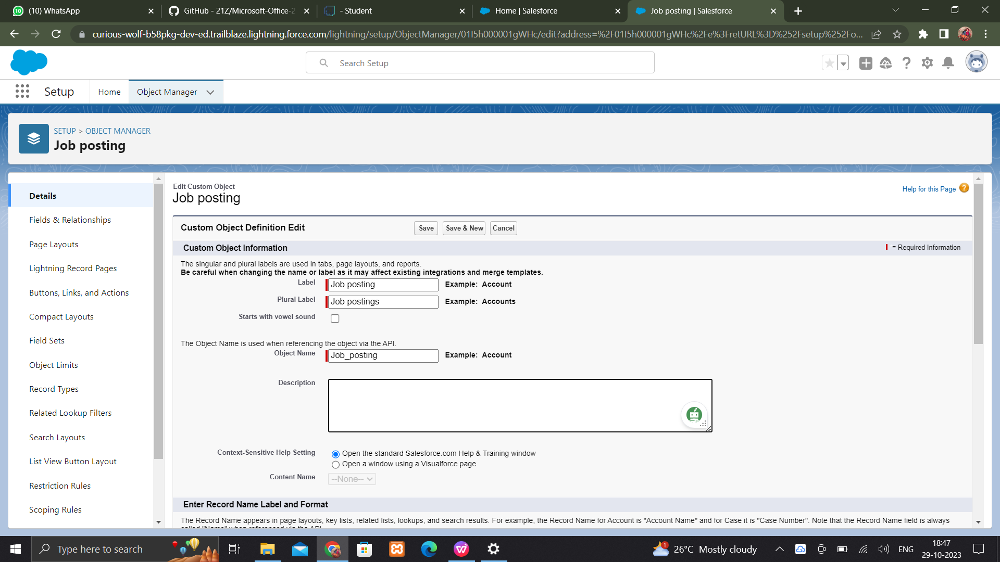 (10) WhatsApp
GitHub - 21Z/Microsoft-Office-2
- Student
Home | Salesforce
Job posting | Salesforce
curious-wolf-b58pkg-dev-ed.trailblaze.lightning.force.com/lightning/setup/ObjectManager/01I5h000001gWHc/edit?address=%2F01I5h000001gWHc%2Fe%3FretURL%3D%252Fsetup%252Fo...
Search Setup
Setup
Home
Object Manager
SETUP > OBJECT MANAGER
Job posting
Details
Fields & Relationships
Page Layouts
Lightning Record Pages
Buttons, Links, and Actions
Compact Layouts
Field Sets
Object Limits
Record Types
Related Lookup Filters
Search Layouts
List View Button Layout
Restriction Rules
Scoping Rules
Edit Custom Object
Job posting
Help for this Page
Custom Object Definition Edit
Save
Save & New
Cancel
Custom Object Information
= Required Information
The singular and plural labels are used in tabs, page layouts, and reports.
Be careful when changing the name or label as it may affect existing integrations and merge templates.
Label
Job posting
Example: Account
Plural Label
Job postings
Example: Accounts
Starts with vowel sound
The Object Name is used when referencing the object via the API.
Object Name
Job_posting
Example: Account
Description
Context-Sensitive Help Setting
Open the standard Salesforce.com Help & Training window
Open a window using a Visualforce page
Content Name
--None--
Enter Record Name Label and Format
The Record Name appears in page layouts, key lists, related lists, lookups, and search results. For example, the Record Name for Account is "Account Name" and for Case it is "Case Number". Note that the Record Name field is always
called "Name" when referenced via the API.
Type here to search
1
26°C Mostly cloudy
ENG
18:47
29-10-2023